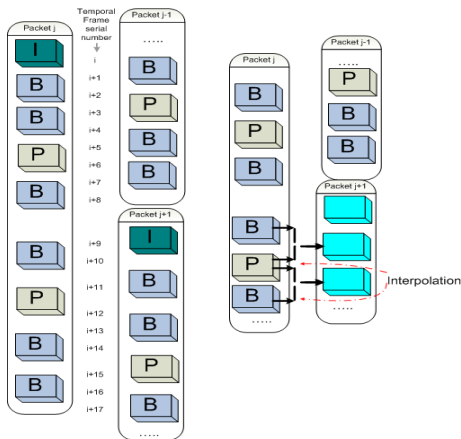 Packet j
Temporal
Frame
serial
number
Packet j-1
.....
I
i
B
B
i+1
P
i+2
B
i+3
B
i+4
P
i+5
B
i+6
B
i+7
i+8
Packet j+1
B
i+9
I
i+10
P
i+11
B
i+12
B
i+13
B
i+14
P
B
i+15
i+16
B
i+17
.....
Packet j
B
P
B
B
P
B
.....
Packet j-1
.....
P
B
B
Packet j+1
Interpolation
.....